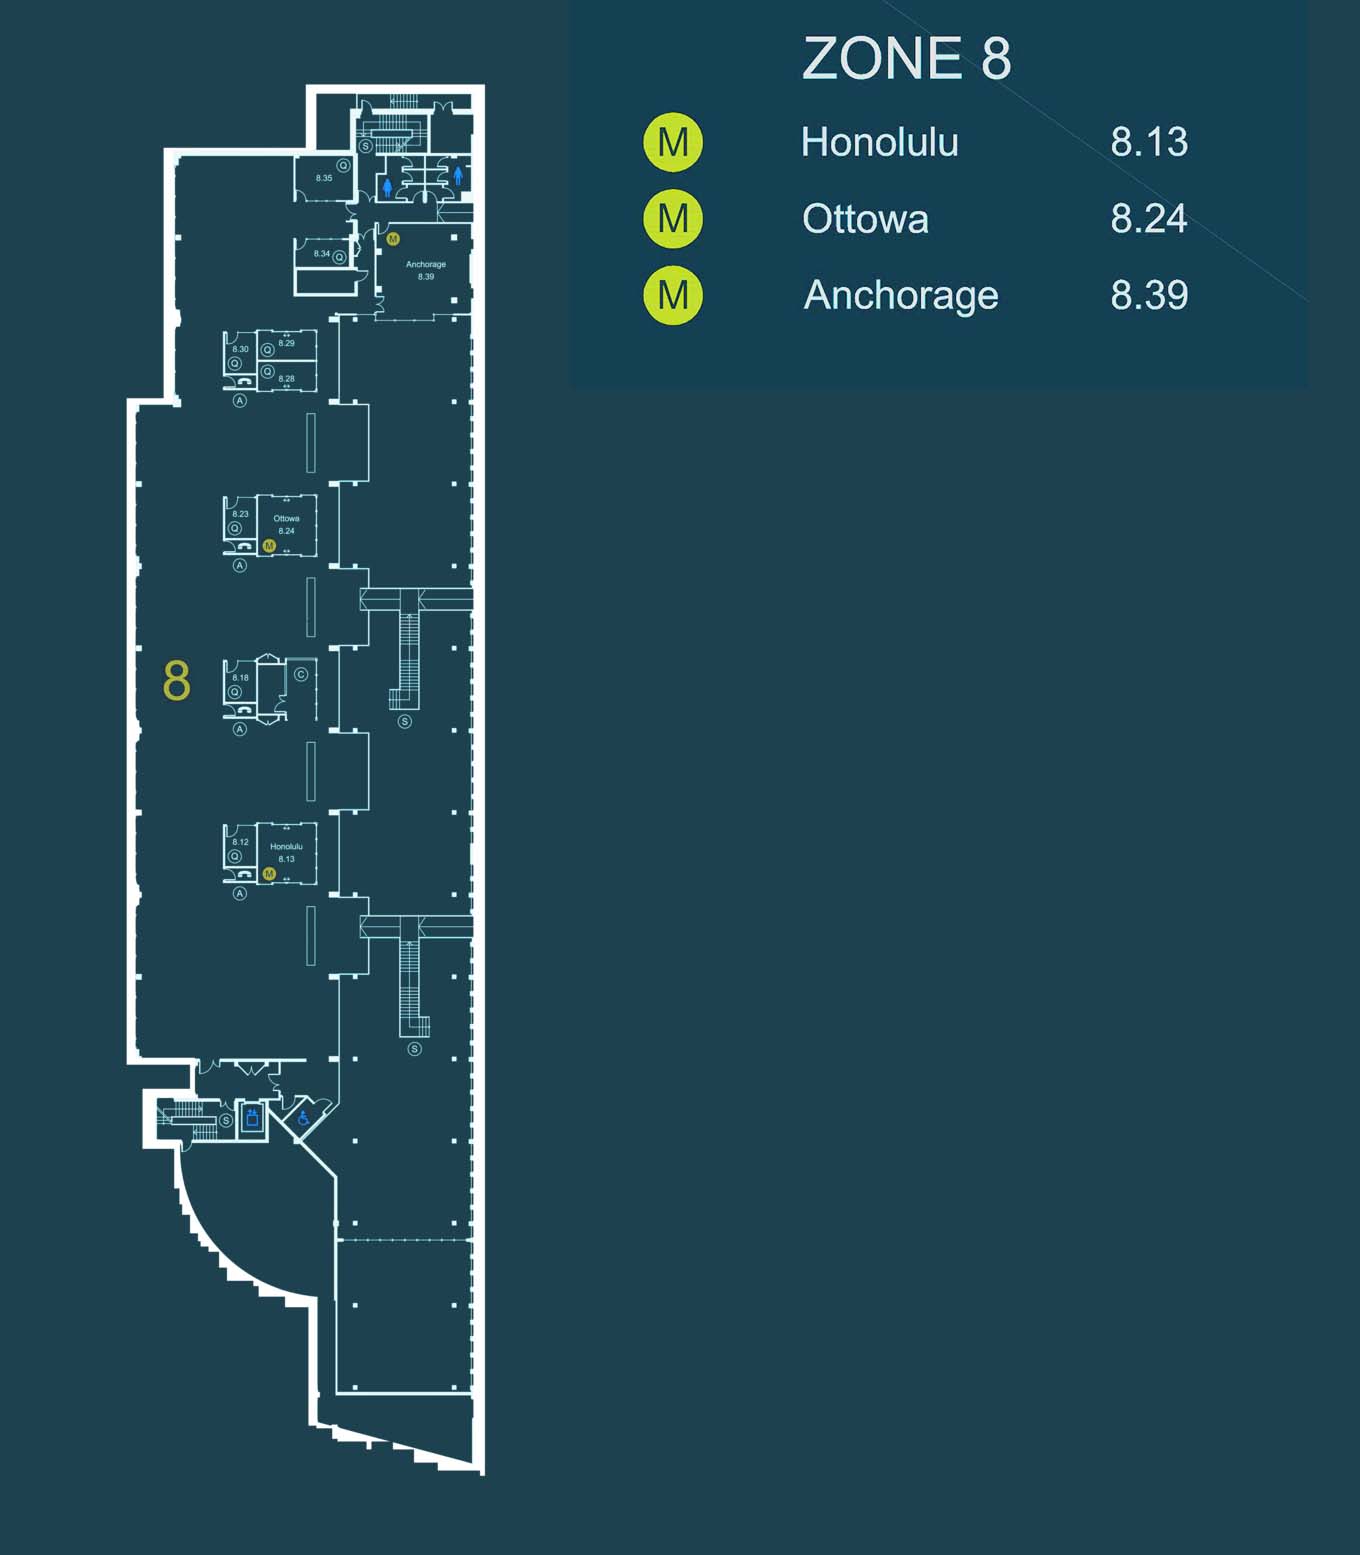 ZONE 8
M Honolulu 8.13
M Ottowa 8.24
M Anchorage 8.39
S
Q
8.35
M
8.34
Q
Anchorage
8.39
8.30
Q
8.29
Q
Q
8.28
A
8.23
Q
Ottowa
8.24
M
A
8
8.18
Q
C
A
S
8.12
Q
Honolulu
8.13
M
A
S
S